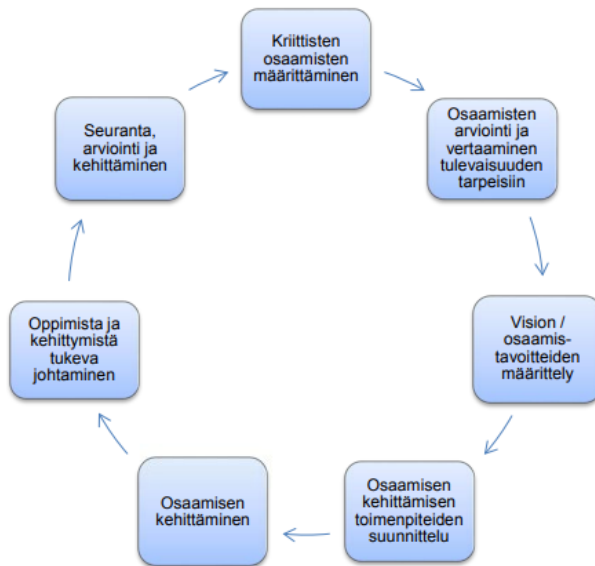 Kriittisten
osaamisten
määrittäminen
Osaamisten
arviointi ja
vertaaminen
tulevaisuuden
tarpeisiin
Vision /
osaamis-
tavoitteiden
määrittely
Osaamisen
kehittämisen
toimenpiteiden
suunnittelu
Osaamisen
kehittäminen
Oppimista ja
kehittymistä
tukeva
johtaminen
Seuranta,
arviointi ja
kehittäminen